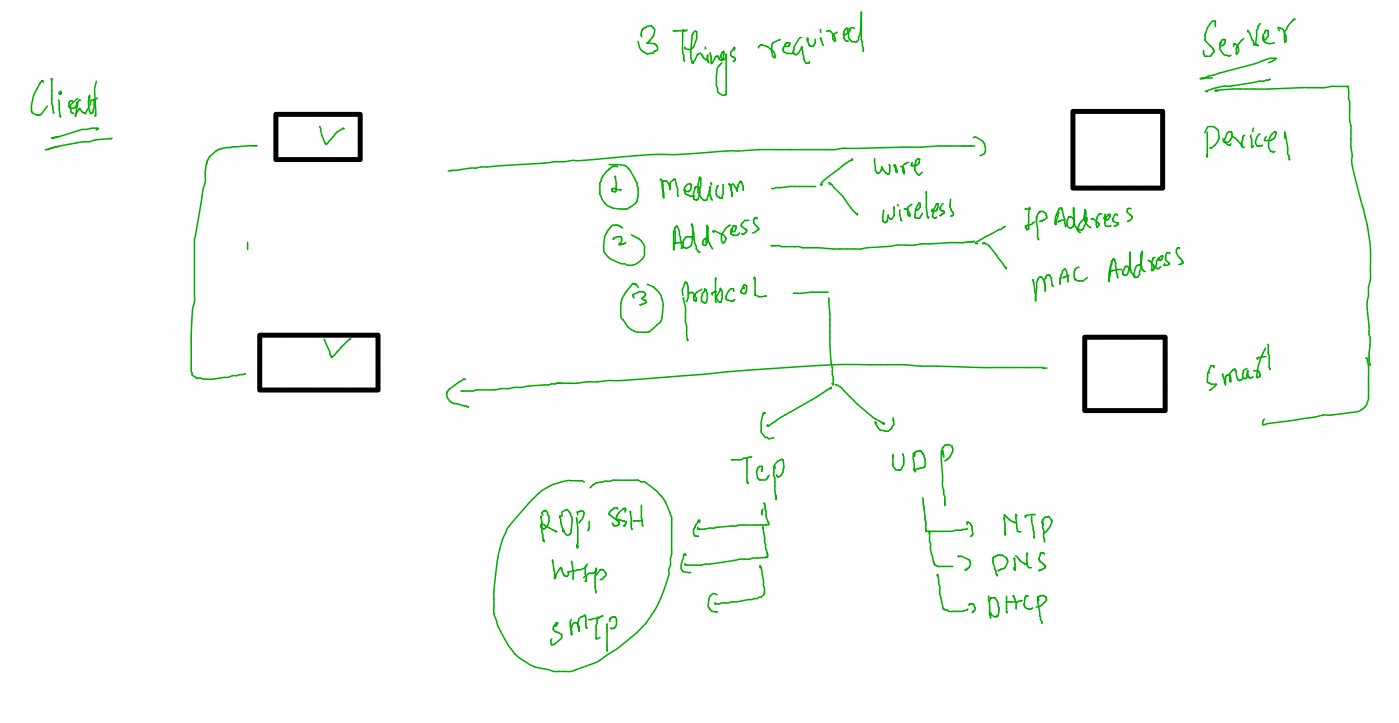 3 Things required
Server
Client
Device1
① Medium
wire
wireless
② Address
IP Address
MAC Address
③ Protocol
Smart
TCP
UDP
RDP, SSH
http
SMTP
NTP
DNS
DHCP